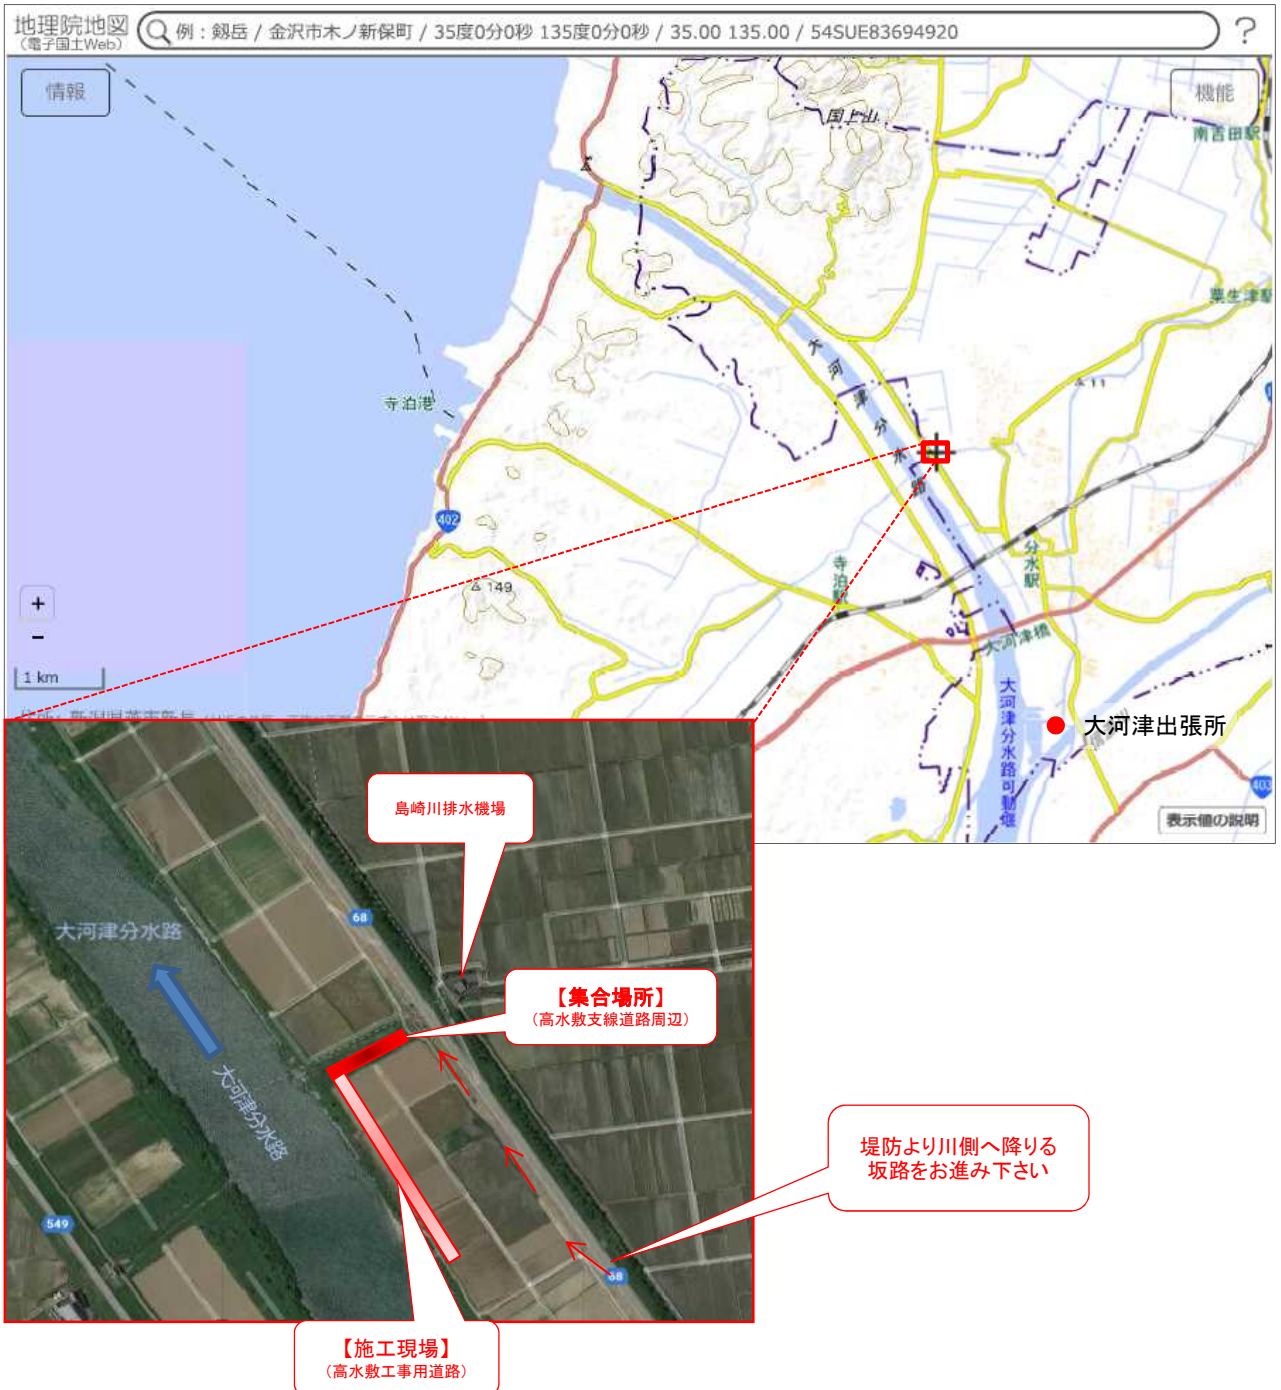 地理院地図
（電子国土Web）
例：剱岳 / 金沢市木ノ新保町 / 35度0分0秒 135度0分0秒 / 35.00 135.00 / 54SUE83694920
?
情報
機能
国上山
南吉田駅
粟生津駅
大河津分水路
11
寺泊港
402
149
寺泊駅
分水駅
大河津橋
+
-
1 km
大河津分水路可動堰
大河津出張所
403
表示値の説明
島崎川排水機場
68
大河津分水路
【集合場所】
（高水敷支線道路周辺）
大河津分水路
堤防より川側へ降りる
坂路をお進み下さい
549
68
【施工現場】
（高水敷工事用道路）